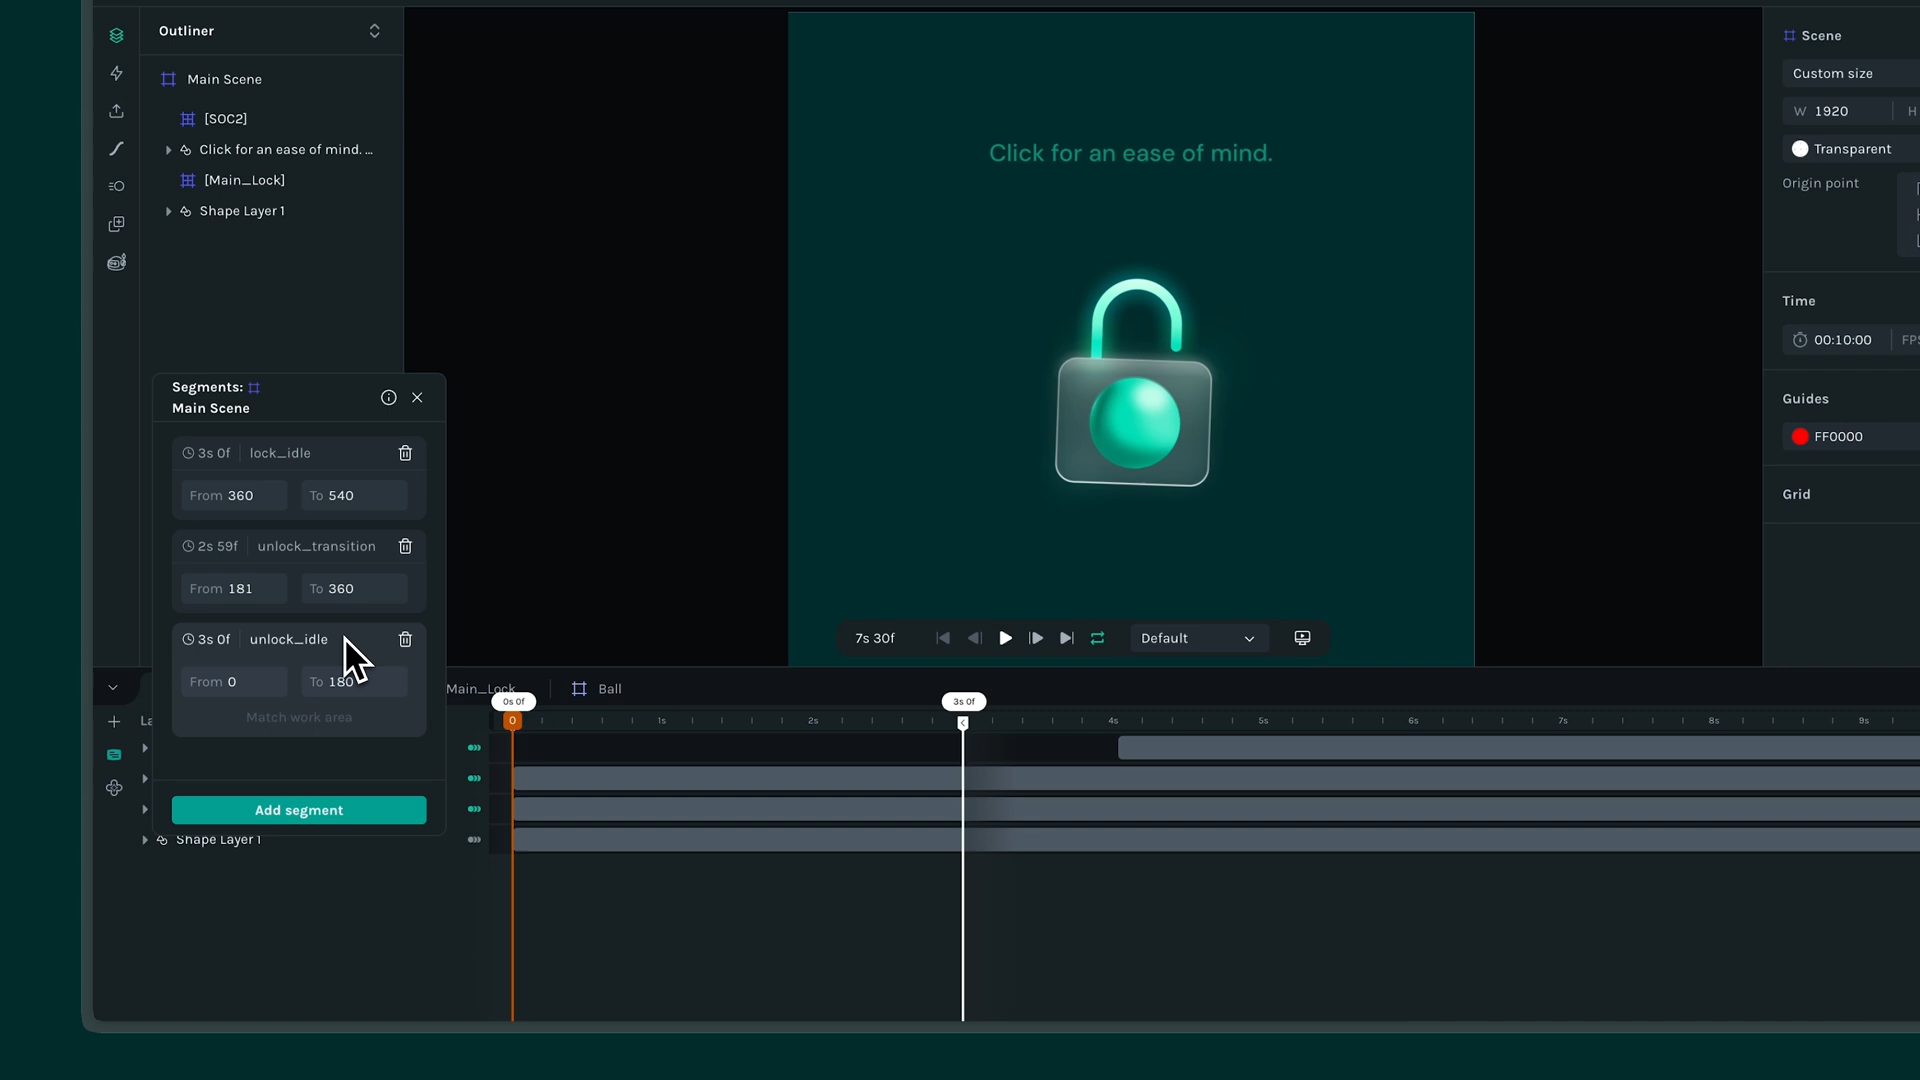 Outliner
Main Scene
[SOC2]
Click for an ease of mind. ...
[Main_Lock]
Shape Layer 1
Click for an ease of mind.
Scene
Custom size
W 1920 H
Transparent
Origin point
Time
00:10:00 FPS
Guides
FF0000
Grid
Segments:
Main Scene
3s 0f lock_idle
From 360 To 540
2s 59f unlock_transition
From 181 To 360
3s 0f unlock_idle
From 0 To 180
Match work area
Add segment
7s 30f
Default
Main_Lock
Ball
0s 0f
3s 0f
La
0 1s 2s 4s 5s 6s 7s 8s 9s
Shape Layer 1